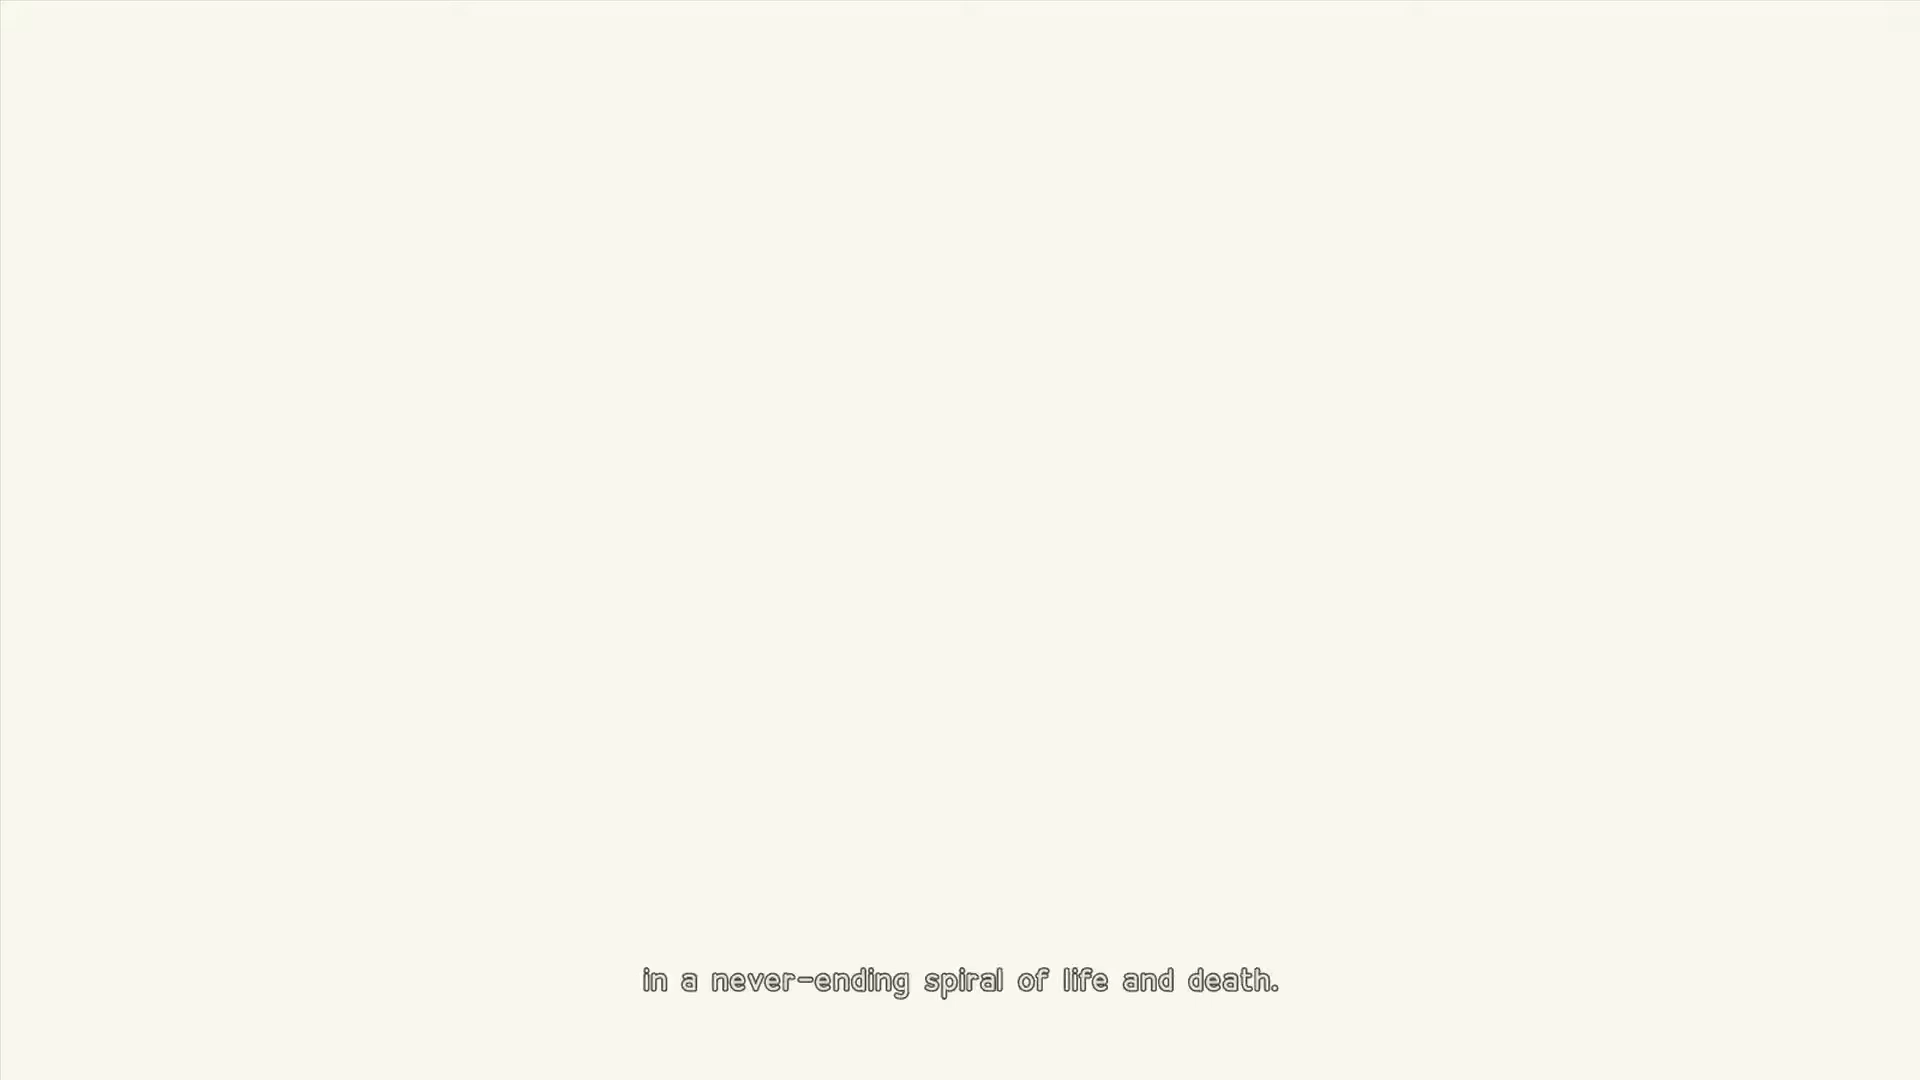 in a never-ending spiral of life and death.